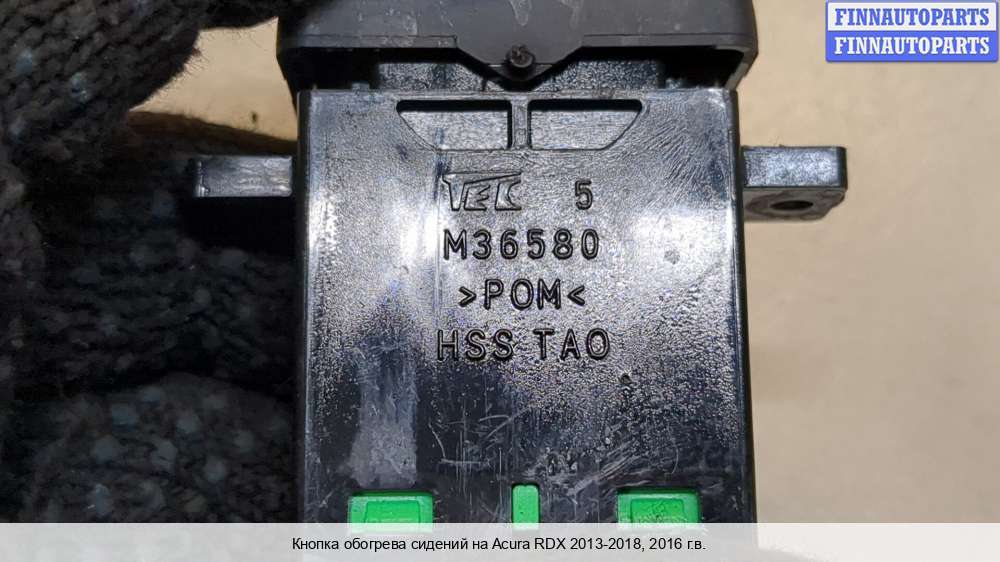 FINNAUTOPARTS
FINNAUTOPARTS
TEC 5
M36580
>POM<
HSS TAO
Кнопка обогрева сидений на Acura RDX 2013-2018, 2016 г.в.